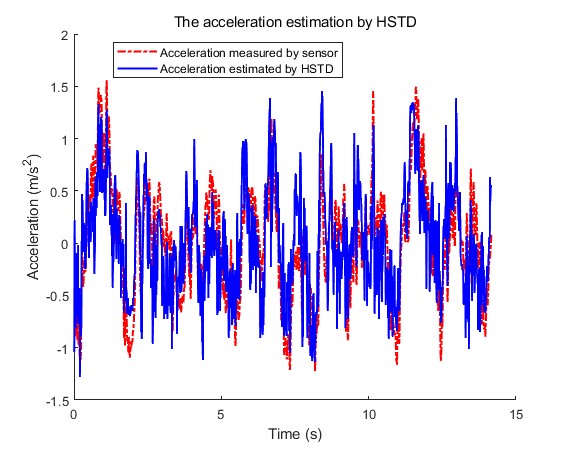 The acceleration estimation by HSTD
Acceleration measured by sensor
Acceleration estimated by HSTD
2
1.5
1
0.5
0
-0.5
-1
-1.5
Acceleration (m/s²)
0
5
10
15
Time (s)